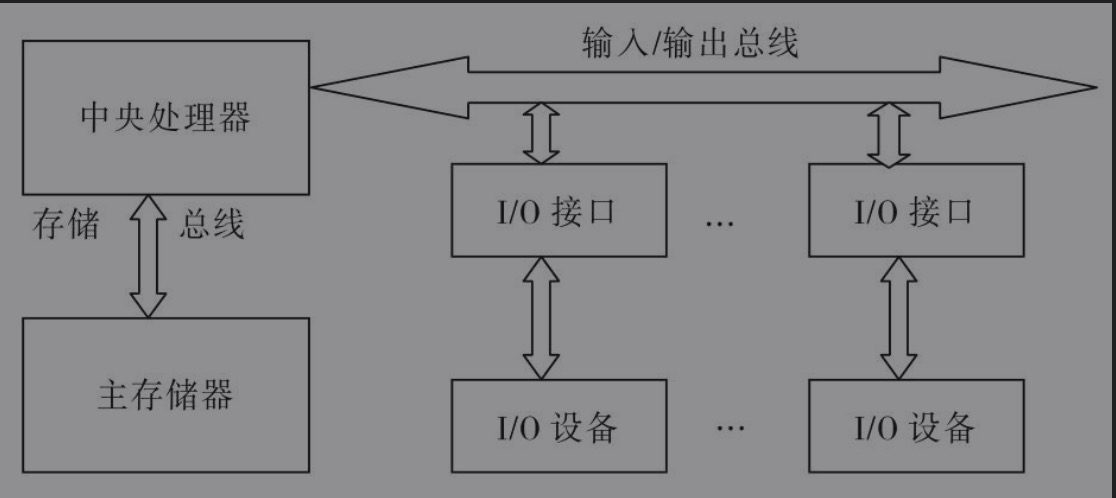 输入/输出总线
中央处理器
存储 总线
I/O 接口 ... I/O 接口
主存储器
I/O 设备 ... I/O 设备